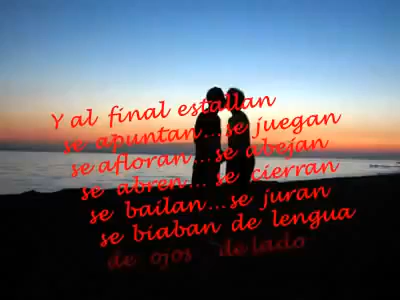 Y al final estallan
se apuntan... se juegan
se afloran... se abejan
se abren... se cierran
se bailan... se juran
se biaban de lengua
de ojos de lado